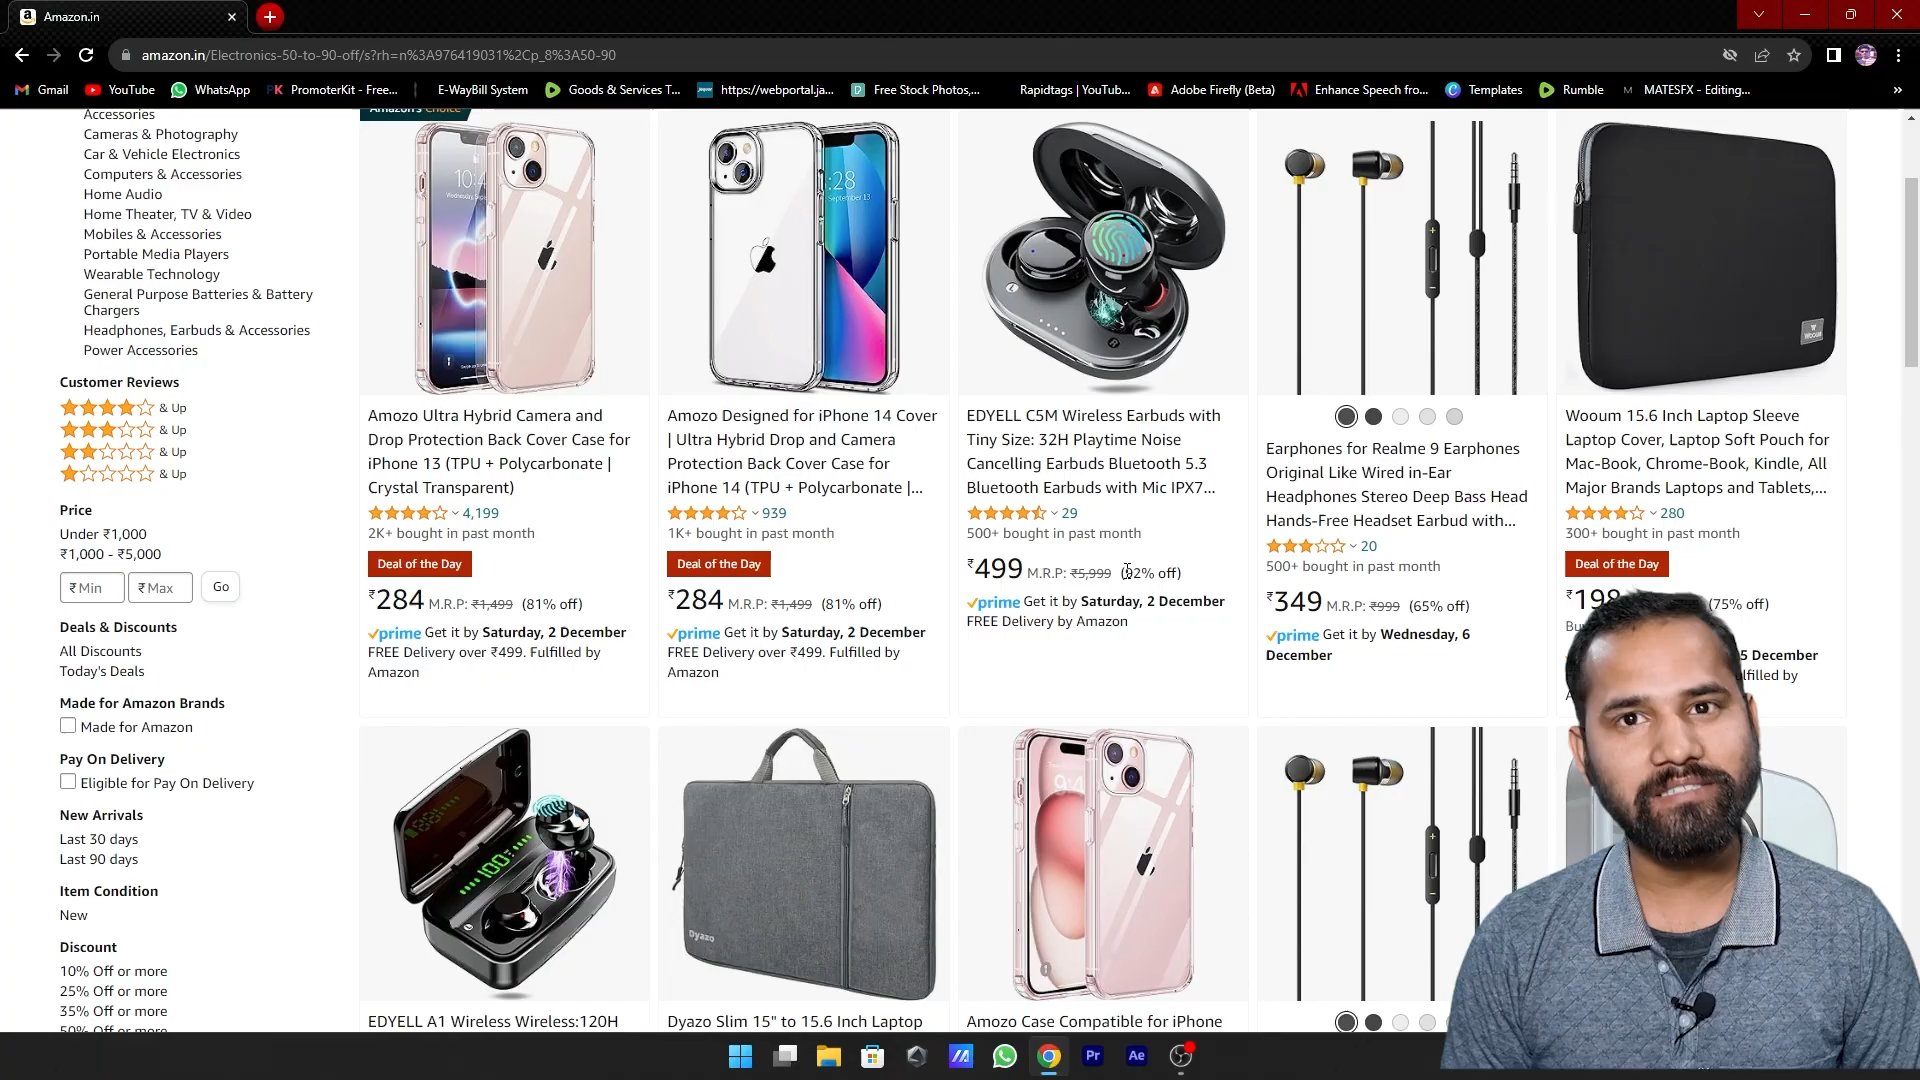 Amazon.in
amazon.in/Electronics-50-to-90-off/s?rh=n%3A976419031%2Cp_8%3A50-90
Gmail
YouTube
WhatsApp
PromoterKit - Free...
E-WayBill System
Goods & Services T...
https://webportal.ja...
Free Stock Photos,...
Rapidtags | YouTub...
Adobe Firefly (Beta)
Enhance Speech fro...
Templates
Rumble
MATESFX - Editing...
»
Accessories
Cameras & Photography
Car & Vehicle Electronics
Computers & Accessories
Home Audio
Home Theater, TV & Video
Mobiles & Accessories
Portable Media Players
Wearable Technology
General Purpose Batteries & Battery
Chargers
Headphones, Earbuds & Accessories
Power Accessories
Customer Reviews
& Up
& Up
& Up
& Up
Price
Under ₹1,000
₹1,000 - ₹5,000
₹ Min
₹ Max
Go
Deals & Discounts
All Discounts
Today's Deals
Made for Amazon Brands
Made for Amazon
Pay On Delivery
Eligible for Pay On Delivery
New Arrivals
Last 30 days
Last 90 days
Item Condition
New
Discount
10% Off or more
25% Off or more
35% Off or more
50% Off or more
Amazon's Choice
Amozo Ultra Hybrid Camera and
Drop Protection Back Cover Case for
iPhone 13 (TPU + Polycarbonate |
Crystal Transparent)
4,199
2K+ bought in past month
Deal of the Day
₹284 M.R.P: ₹1,499 (81% off)
prime Get it by Saturday, 2 December
FREE Delivery over ₹499. Fulfilled by
Amazon
:28
September 13
Amozo Designed for iPhone 14 Cover
| Ultra Hybrid Drop and Camera
Protection Back Cover Case for
iPhone 14 (TPU + Polycarbonate |...
939
1K+ bought in past month
Deal of the Day
₹284 M.R.P: ₹1,499 (81% off)
prime Get it by Saturday, 2 December
FREE Delivery over ₹499. Fulfilled by
Amazon
EDYELL C5M Wireless Earbuds with
Tiny Size: 32H Playtime Noise
Cancelling Earbuds Bluetooth 5.3
Bluetooth Earbuds with Mic IPX7...
29
500+ bought in past month
₹499 M.R.P: ₹5,999 (92% off)
prime Get it by Saturday, 2 December
FREE Delivery by Amazon
Earphones for Realme 9 Earphones
Original Like Wired in-Ear
Headphones Stereo Deep Bass Head
Hands-Free Headset Earbud with...
20
500+ bought in past month
₹349 M.R.P: ₹999 (65% off)
prime Get it by Wednesday, 6
December
Wooum 15.6 Inch Laptop Sleeve
Laptop Cover, Laptop Soft Pouch for
Mac-Book, Chrome-Book, Kindle, All
Major Brands Laptops and Tablets,...
280
300+ bought in past month
Deal of the Day
₹198 (75% off)
5 December
100
EDYELL A1 Wireless Wireless:120H
Dyazo
Dyazo Slim 15" to 15.6 Inch Laptop
Amozo Case Compatible for iPhone
Pr
Ae